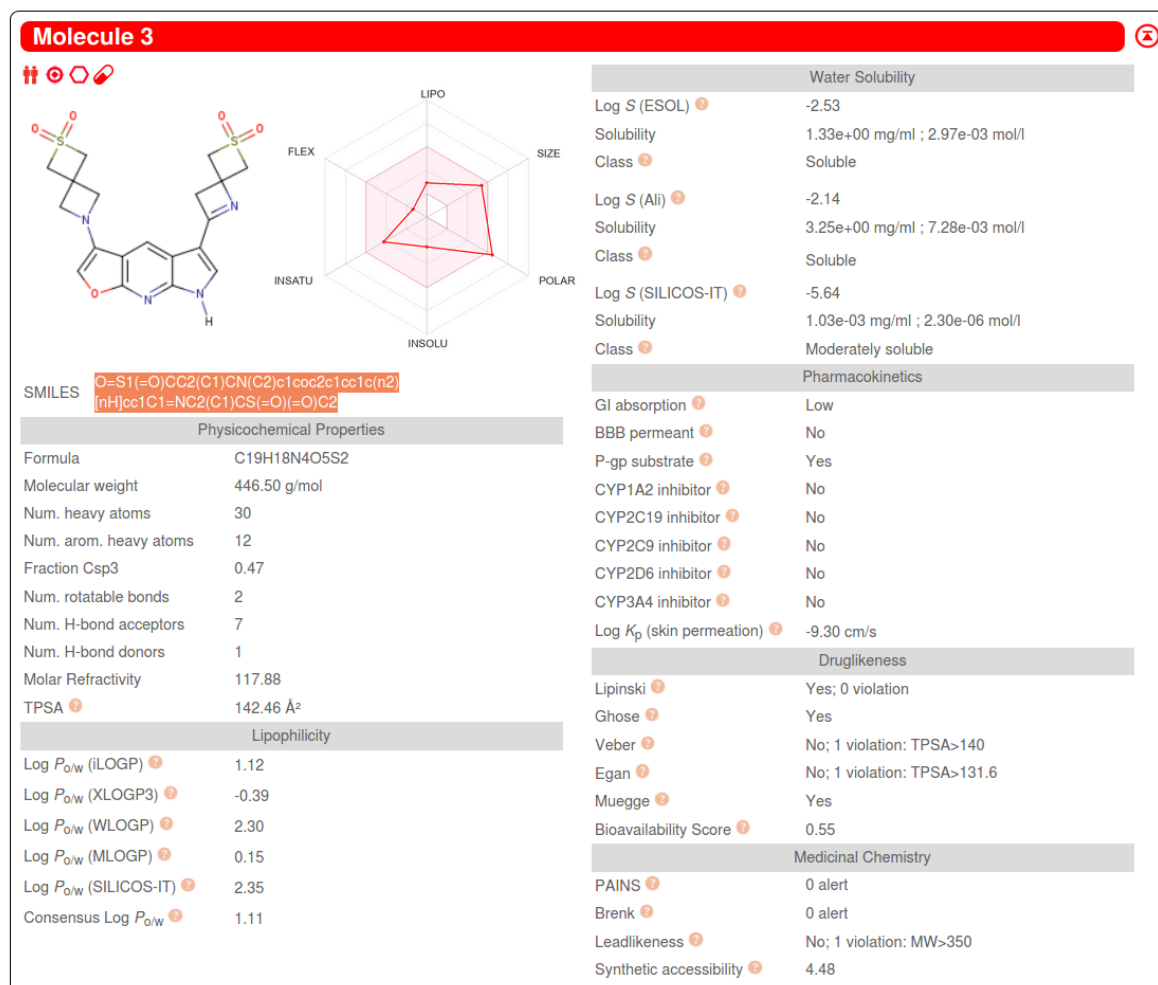 Molecule 3
O
O
S
N
O
O
S
N
O
N
N
H
LIPO
FLEX
SIZE
INSATU
POLAR
INSOLU
SMILES
O=S1(=O)CC2(C1)CN(C2)c1coc2c1cc1c(n2)
[nH]cc1C1=NC2(C1)CS(=O)(=O)C2
Physicochemical Properties
Formula C19H18N4O5S2
Molecular weight 446.50 g/mol
Num. heavy atoms 30
Num. arom. heavy atoms 12
Fraction Csp3 0.47
Num. rotatable bonds 2
Num. H-bond acceptors 7
Num. H-bond donors 1
Molar Refractivity 117.88
TPSA ? 142.46 Å²
Lipophilicity
Log Po/w (iLOGP) ? 1.12
Log Po/w (XLOGP3) ? -0.39
Log Po/w (WLOGP) ? 2.30
Log Po/w (MLOGP) ? 0.15
Log Po/w (SILICOS-IT) ? 2.35
Consensus Log Po/w ? 1.11
Water Solubility
Log S (ESOL) ? -2.53
Solubility 1.33e+00 mg/ml ; 2.97e-03 mol/l
Class ? Soluble
Log S (Ali) ? -2.14
Solubility 3.25e+00 mg/ml ; 7.28e-03 mol/l
Class ? Soluble
Log S (SILICOS-IT) ? -5.64
Solubility 1.03e-03 mg/ml ; 2.30e-06 mol/l
Class ? Moderately soluble
Pharmacokinetics
GI absorption ? Low
BBB permeant ? No
P-gp substrate ? Yes
CYP1A2 inhibitor ? No
CYP2C19 inhibitor ? No
CYP2C9 inhibitor ? No
CYP2D6 inhibitor ? No
CYP3A4 inhibitor ? No
Log Kp (skin permeation) ? -9.30 cm/s
Druglikeness
Lipinski ? Yes; 0 violation
Ghose ? Yes
Veber ? No; 1 violation: TPSA>140
Egan ? No; 1 violation: TPSA>131.6
Muegge ? Yes
Bioavailability Score ? 0.55
Medicinal Chemistry
PAINS ? 0 alert
Brenk ? 0 alert
Leadlikeness ? No; 1 violation: MW>350
Synthetic accessibility ? 4.48